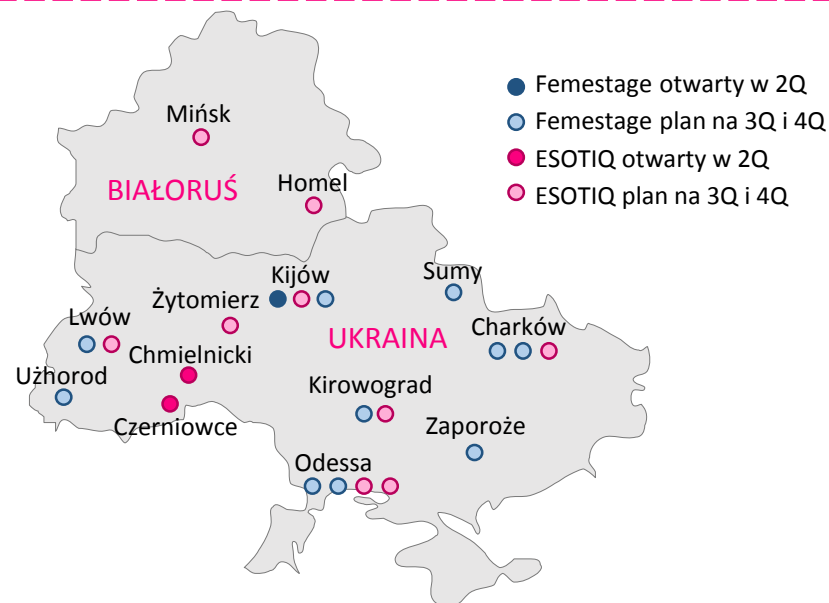 Femestage otwarty w 2Q
Femestage plan na 3Q i 4Q
ESOTIQ otwarty w 2Q
ESOTIQ plan na 3Q i 4Q
Mińsk
BIAŁORUŚ
Homel
Kijów
Sumy
Żytomierz
Lwów
UKRAINA
Charków
Chmielnicki
Użhorod
Kirowograd
Czerniowce
Zaporoże
Odessa